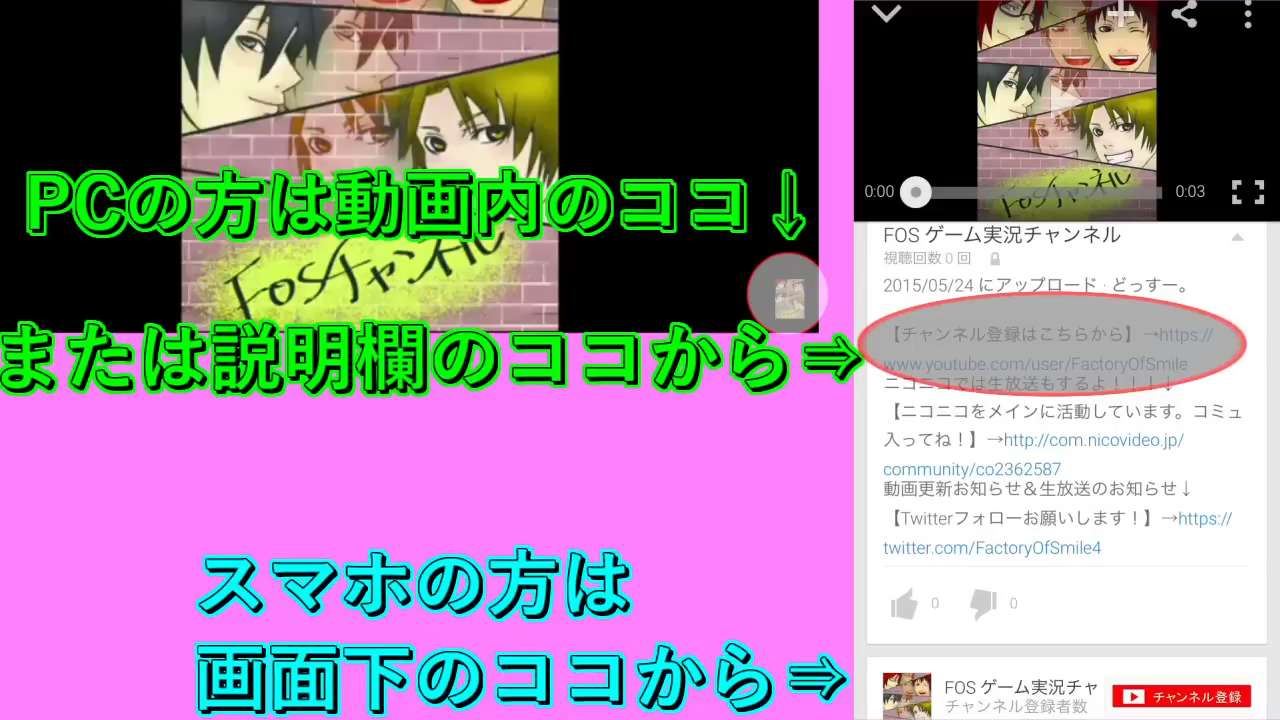 PCの方は動画内のココ↓
FOSチャンネル
または説明欄のココから⇒
スマホの方は
画面下のココから⇒
FOSチャンネル
0:00
0:03
FOS ゲーム実況チャンネル
視聴回数 0 回
2015/05/24 にアップロード · どっすー。
【チャンネル登録はこちらから】→https://
www.youtube.com/user/FactoryOfSmile
ニコニコでは生放送もするよ！！！↓
【ニコニコをメインに活動しています。コミュ
入ってね！】→http://com.nicovideo.jp/
community/co2362587
動画更新お知らせ＆生放送のお知らせ↓
【Twitterフォローお願いします！】→https://
twitter.com/FactoryOfSmile4
0
0
FOS ゲーム実況チャ
チャンネル登録
チャンネル登録者数